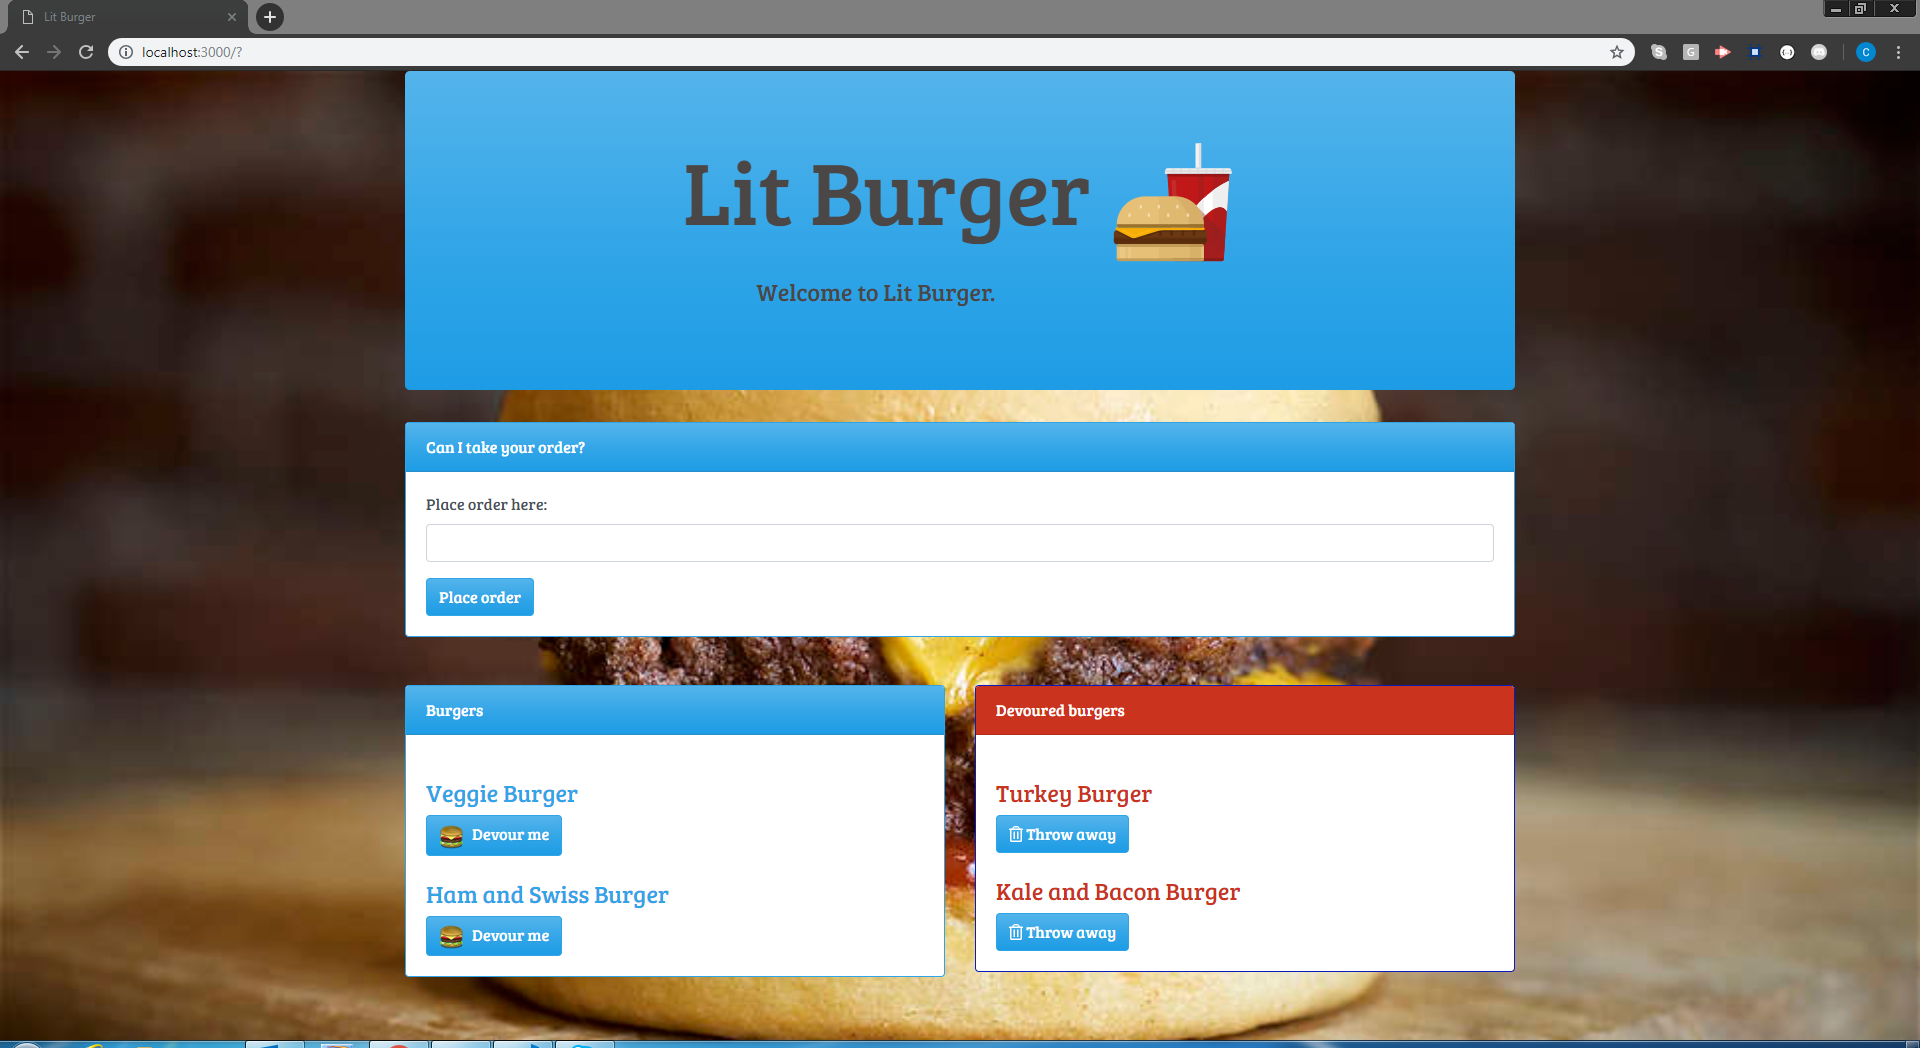 Lit Burger
localhost:3000/?
S
G
C
Lit Burger
Welcome to Lit Burger.
Can I take your order?
Place order here:
Place order
Burgers
Veggie Burger
Devour me
Ham and Swiss Burger
Devour me
Devoured burgers
Turkey Burger
Throw away
Kale and Bacon Burger
Throw away